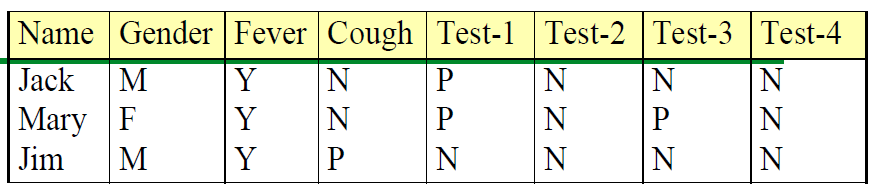 Name Gender Fever Cough Test-1 Test-2 Test-3 Test-4
Jack M Y N P N N N
Mary F Y N P N P N
Jim M Y P N N N N